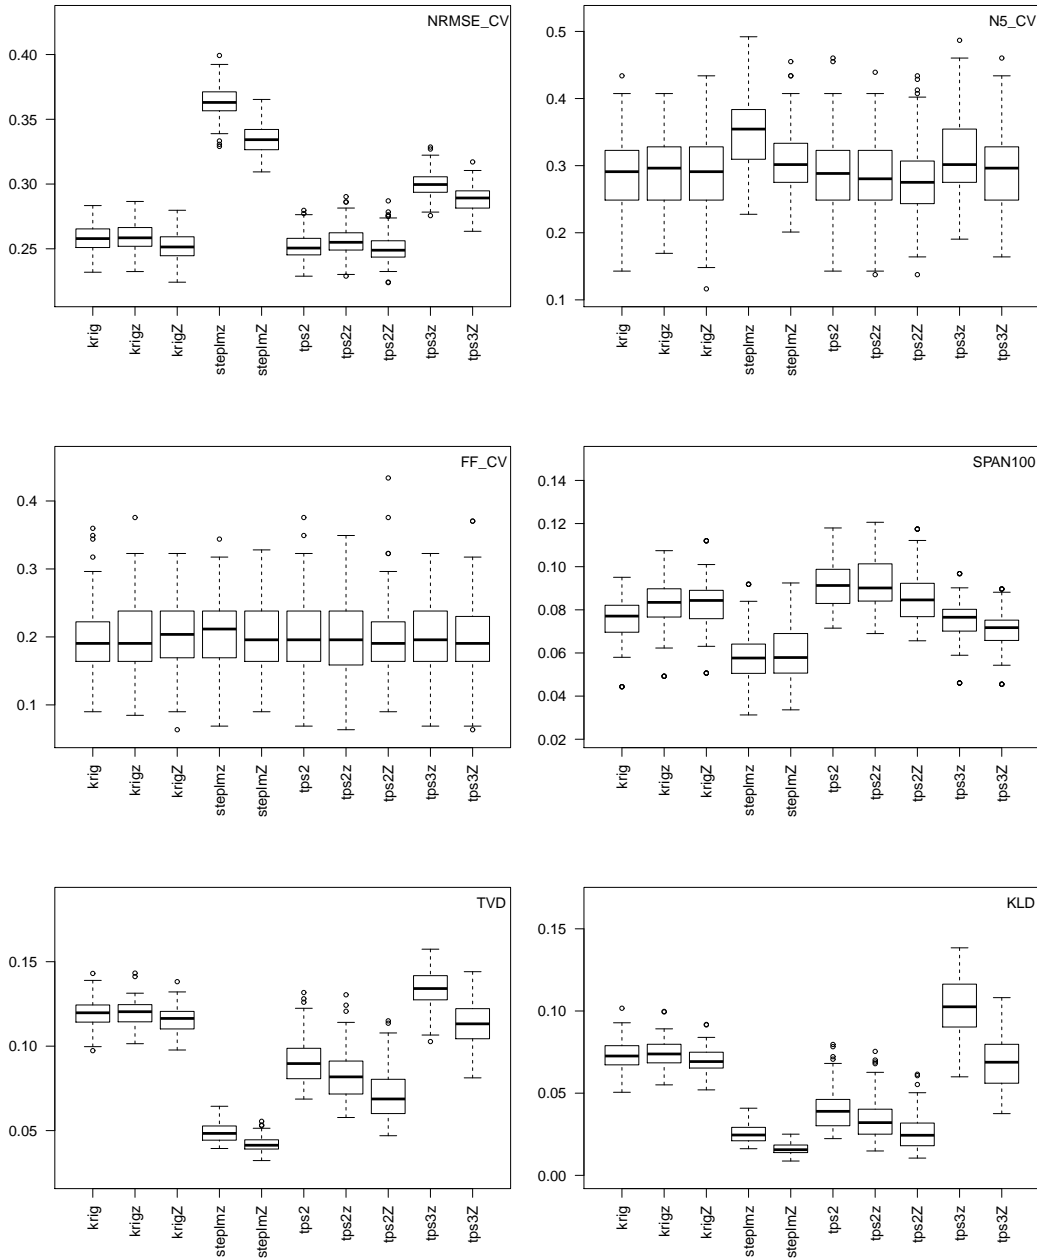 NRMSE_CV
0.40
0.35
0.30
0.25
krig
krigz
krigZ
steplmz
steplmZ
tps2
tps2z
tps2Z
tps3z
tps3Z
N5_CV
0.5
0.4
0.3
0.2
0.1
krig
krigz
krigZ
steplmz
steplmZ
tps2
tps2z
tps2Z
tps3z
tps3Z
FF_CV
0.4
0.3
0.2
0.1
krig
krigz
krigZ
steplmz
steplmZ
tps2
tps2z
tps2Z
tps3z
tps3Z
SPAN100
0.14
0.12
0.10
0.08
0.06
0.04
0.02
krig
krigz
krigZ
steplmz
steplmZ
tps2
tps2z
tps2Z
tps3z
tps3Z
TVD
0.15
0.10
0.05
krig
krigz
krigZ
steplmz
steplmZ
tps2
tps2z
tps2Z
tps3z
tps3Z
KLD
0.15
0.10
0.05
0.00
krig
krigz
krigZ
steplmz
steplmZ
tps2
tps2z
tps2Z
tps3z
tps3Z